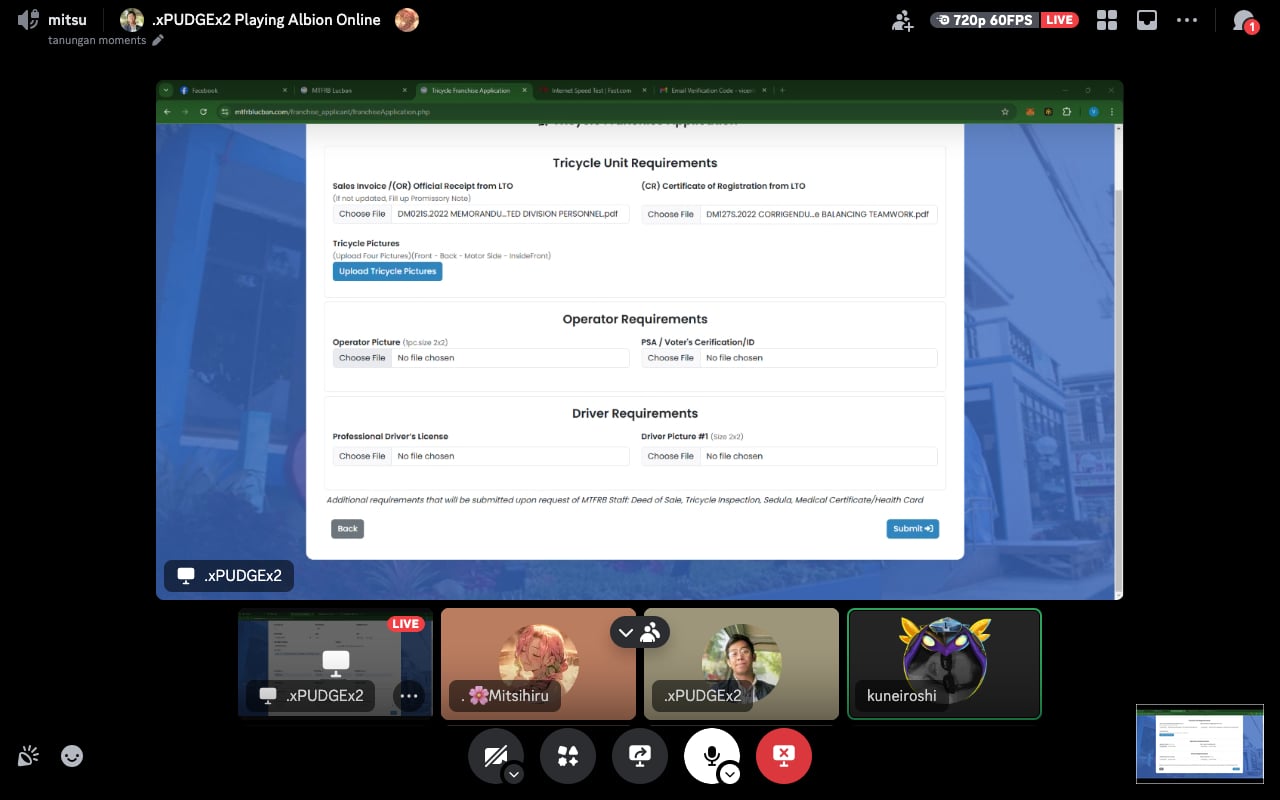 mitsu
.xPUDGEx2 Playing Albion Online
720p 60FPS
LIVE
1
tanungan moments
Facebook
MTFRB Lucban
Tricycle Franchise Application
Internet Speed Test | Fast.com
Email Verification Code - vicen
mtfrblucban.com/franchise_applicant/franchiseApplication.php
Tricycle Unit Requirements
Sales Invoice /(OR) Official Receipt from LTO
(CR) Certificate of Registration from LTO
(If not updated, Fill up Promissory Note)
Choose File DM021S.2022 MEMORANDU...TED DIVISION PERSONNEL.pdf
Choose File DM127S.2022 CORRIGENDU...e BALANCING TEAMWORK.pdf
Tricycle Pictures
(Upload Four Pictures)(Front - Back - Motor Side - InsideFront)
Upload Tricycle Pictures
Operator Requirements
Operator Picture (1pc.size 2x2)
PSA / Voter's Cerification/ID
Choose File No file chosen
Choose File No file chosen
Driver Requirements
Professional Driver's License
Driver Picture #1 (Size 2x2)
Choose File No file chosen
Choose File No file chosen
Additional requirements that will be submitted upon request of MTFRB Staff: Deed of Sale, Tricycle Inspection, Sedula, Medical Certificate/Health Card
Back
Submit
.xPUDGEx2
LIVE
.xPUDGEx2
. 🌸Mitsihiru
.xPUDGEx2
kuneiroshi